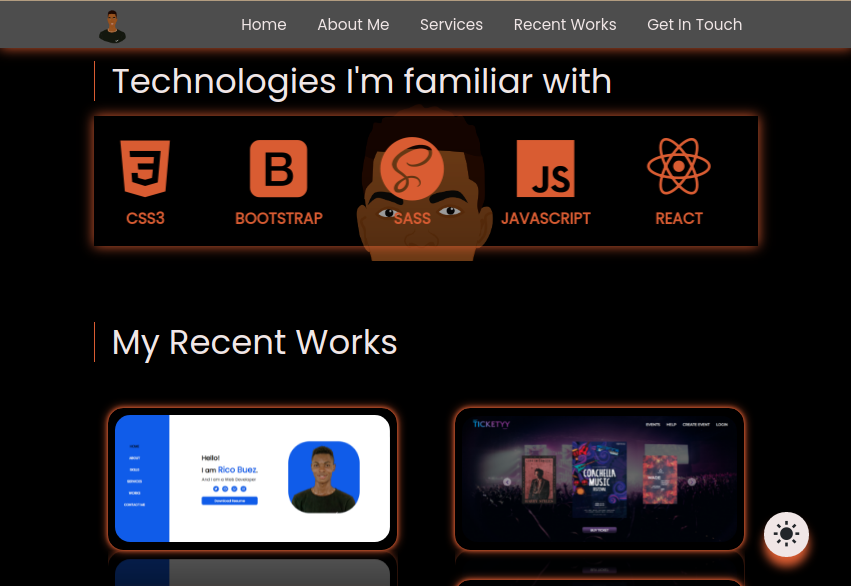 Home About Me Services Recent Works Get In Touch
Technologies I'm familiar with
CSS3 BOOTSTRAP SASS JAVASCRIPT REACT
My Recent Works
HOME
ABOUT
SKILLS
SERVICES
WORKS
CONTACT ME
Hello!
I am Rico Buez.
And I am a Web Developer
Download Resume
TICKETYY
EVENTS HELP CREATE EVENT LOGIN
COACHELLA
MUSIC
BUY TICKET